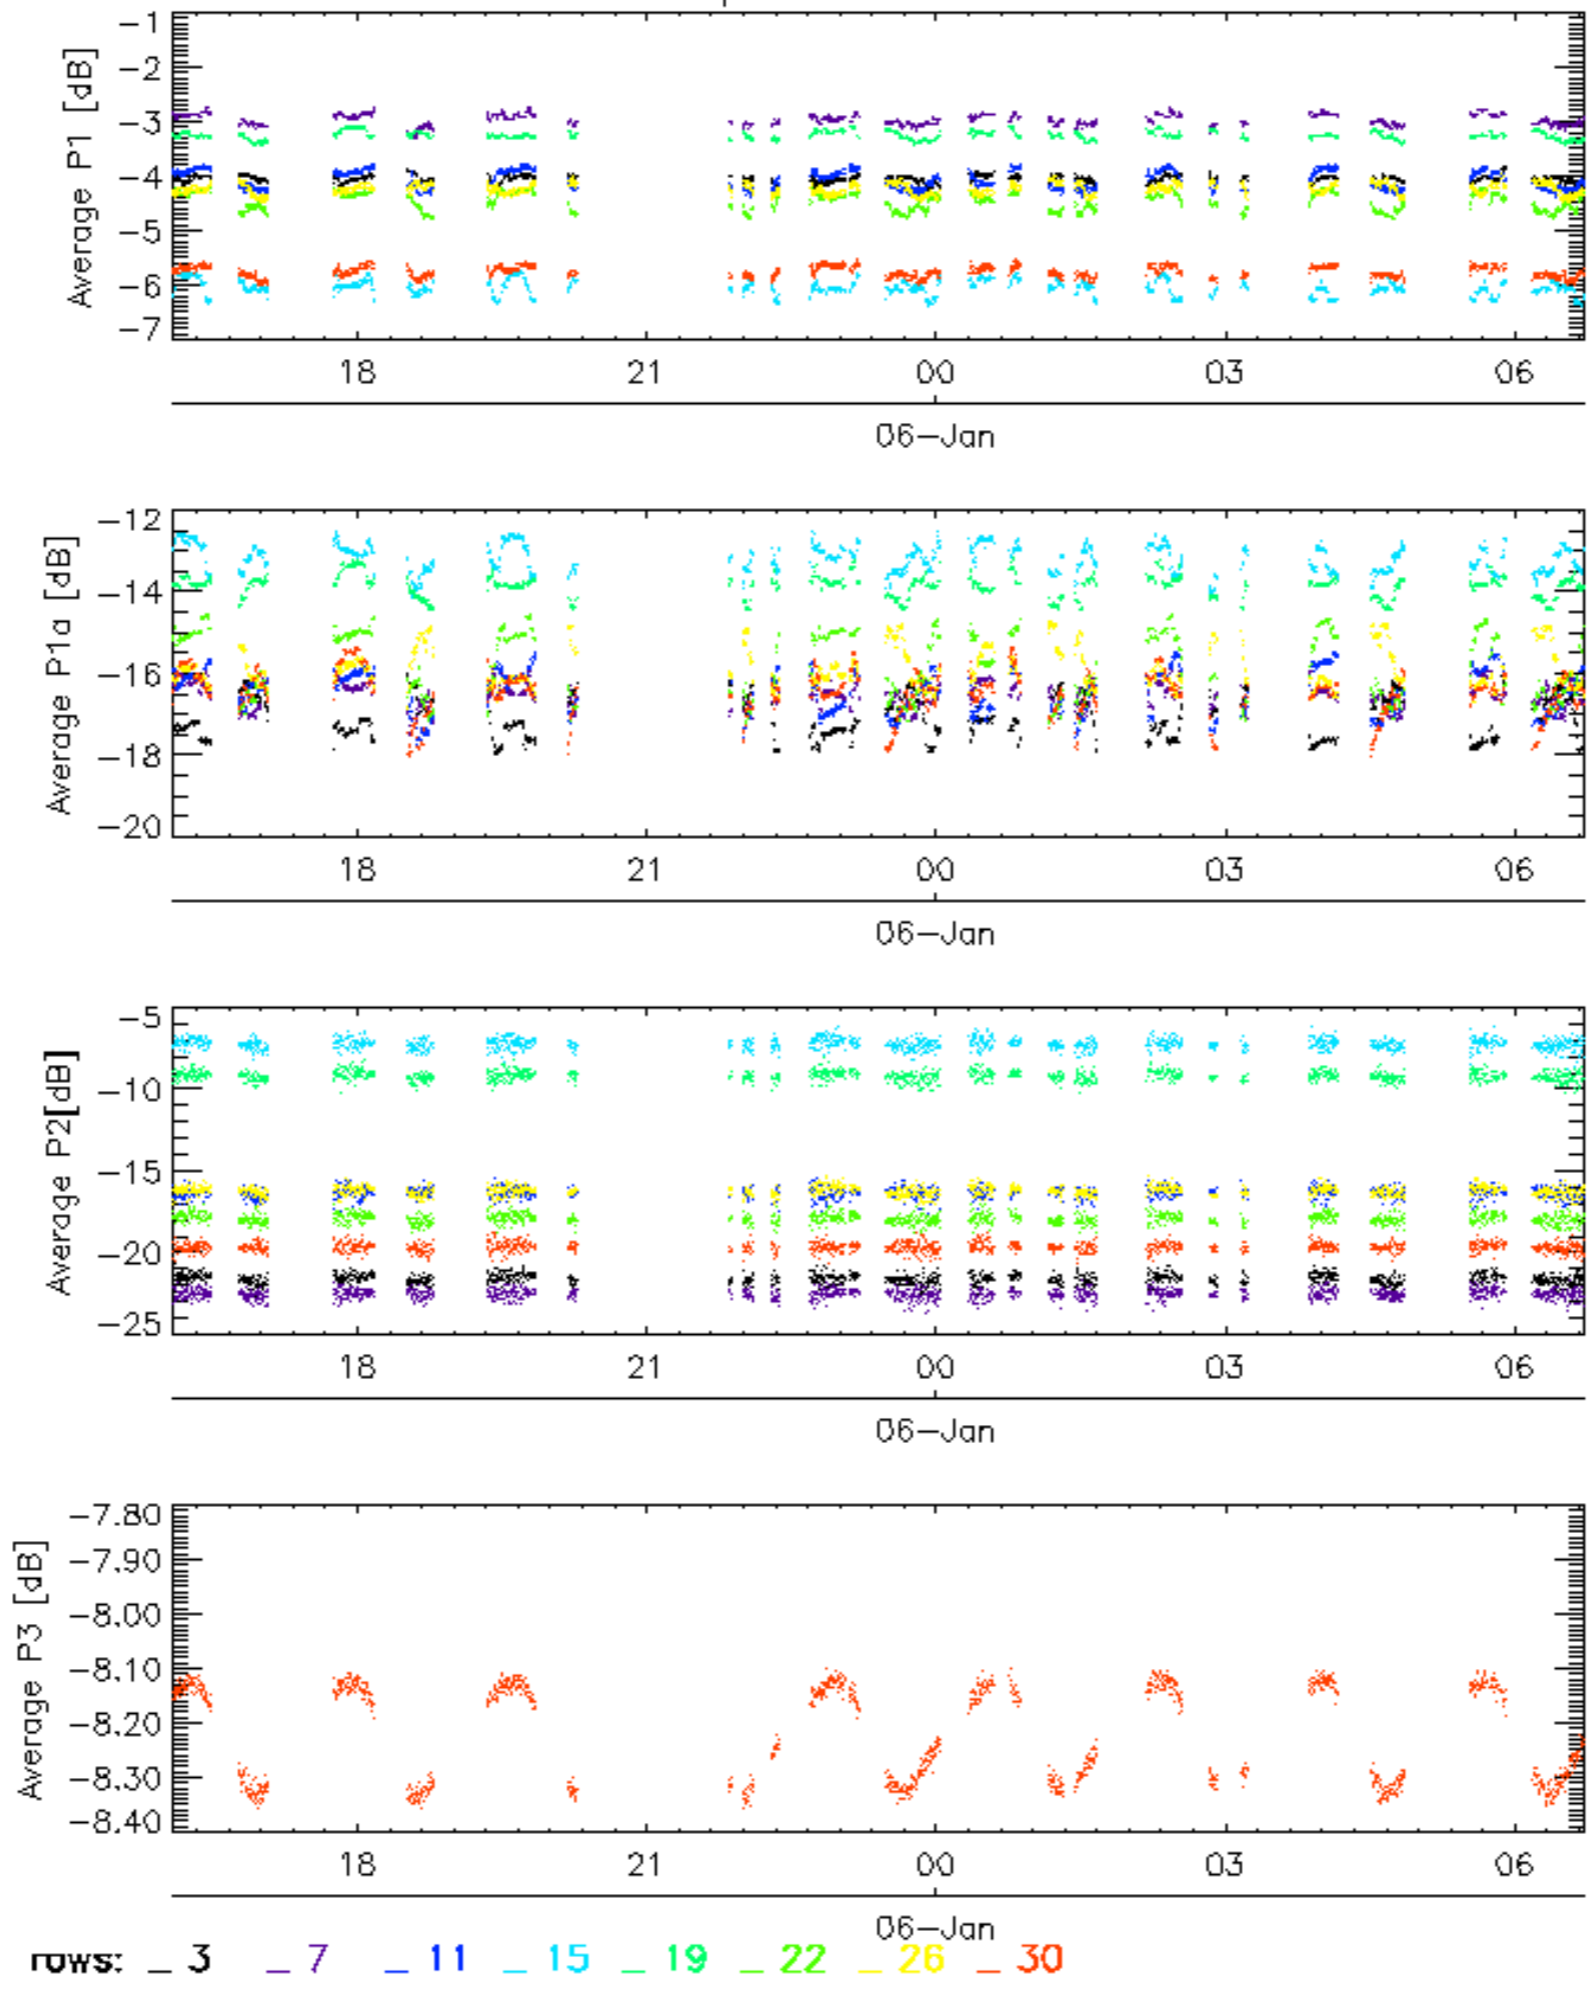 Average P1 [dB]
-1
-2
-3
-4
-5
-6
-7
18 21 00 03 06
06-Jan
Average P1a [dB]
-12
-14
-16
-18
-20
18 21 00 03 06
06-Jan
Average P2[dB]
-5
-10
-15
-20
-25
18 21 00 03 06
06-Jan
Average P3 [dB]
-7.80
-7.90
-8.00
-8.10
-8.20
-8.30
-8.40
18 21 00 03 06
06-Jan
rows: _ 3 _ 7 _ 11 _ 15 _ 19 _ 22 _ 26 _ 30